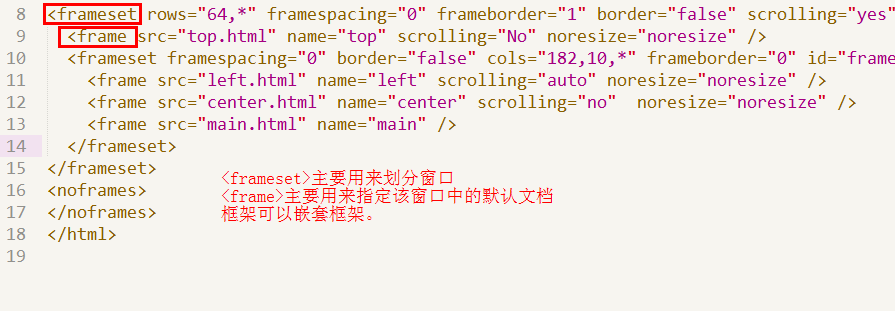 8 <frameset rows="64,*" framespacing="0" frameborder="1" border="false" scrolling="yes"
9 <frame src="top.html" name="top" scrolling="No" noresize="noresize" />
10 <frameset framespacing="0" border="false" cols="182,10,*" frameborder="0" id="frame
11 <frame src="left.html" name="left" scrolling="auto" noresize="noresize" />
12 <frame src="center.html" name="center" scrolling="no" noresize="noresize" />
13 <frame src="main.html" name="main" />
14 </frameset>
15 </frameset>
<frameset>主要用来划分窗口
16 <noframes>
<frame>主要用来指定该窗口中的默认文档
17 </noframes>
框架可以嵌套框架。
18 </html>
19